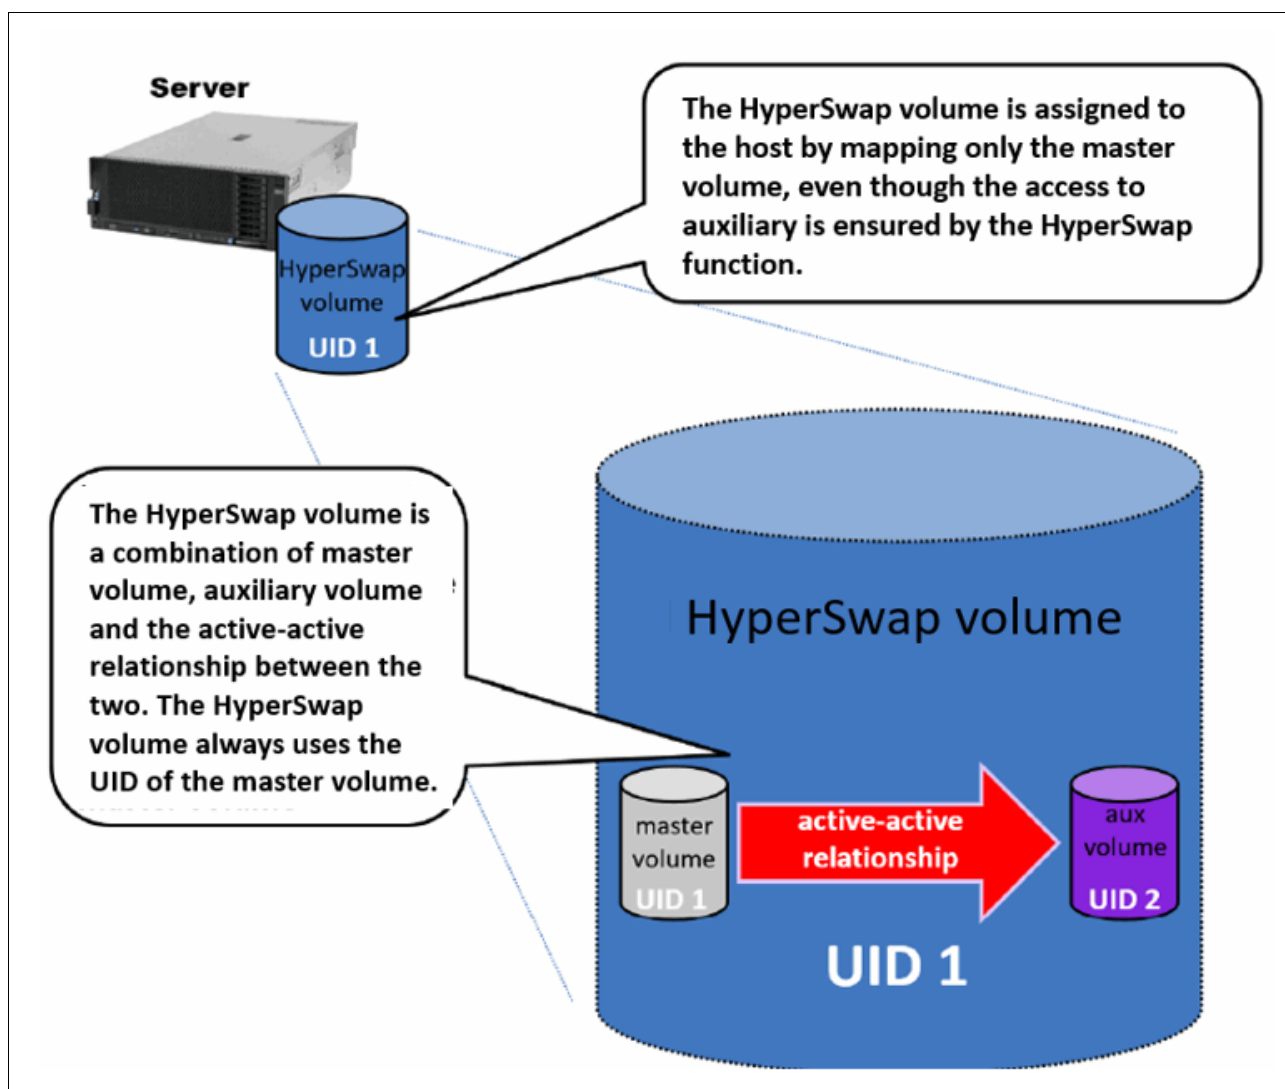 Server
The HyperSwap volume is assigned to
the host by mapping only the master
volume, even though the access to
auxiliary is ensured by the HyperSwap
function.
HyperSwap
volume
UID 1
The HyperSwap volume is
a combination of master
volume, auxiliary volume
and the active-active
relationship between the
two. The HyperSwap
volume always uses the
UID of the master volume.
HyperSwap volume
master
volume
UID 1
active-active
relationship
aux
volume
UID 2
UID 1